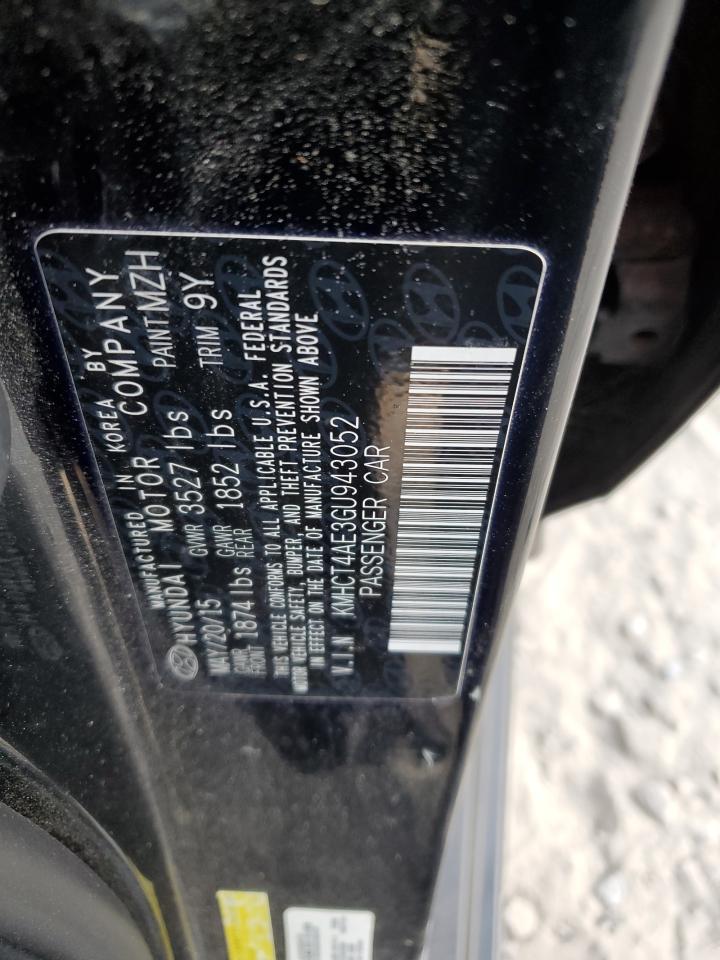 MANUFACTURED IN KOREA BY
HYUNDAI MOTOR COMPANY
MAY/20/15 GVWR 3527 lbs PAINT MZH
GAWR FRONT 1874 lbs GAWR REAR 1852 lbs TRIM 9Y
THIS VEHICLE CONFORMS TO ALL APPLICABLE U.S.A. FEDERAL
MOTOR VEHICLE SAFETY, BUMPER, AND THEFT PREVENTION STANDARDS
IN EFFECT ON THE DATE OF MANUFACTURE SHOWN ABOVE
V.I.N KMHCT4AE3GU943052
PASSENGER CAR